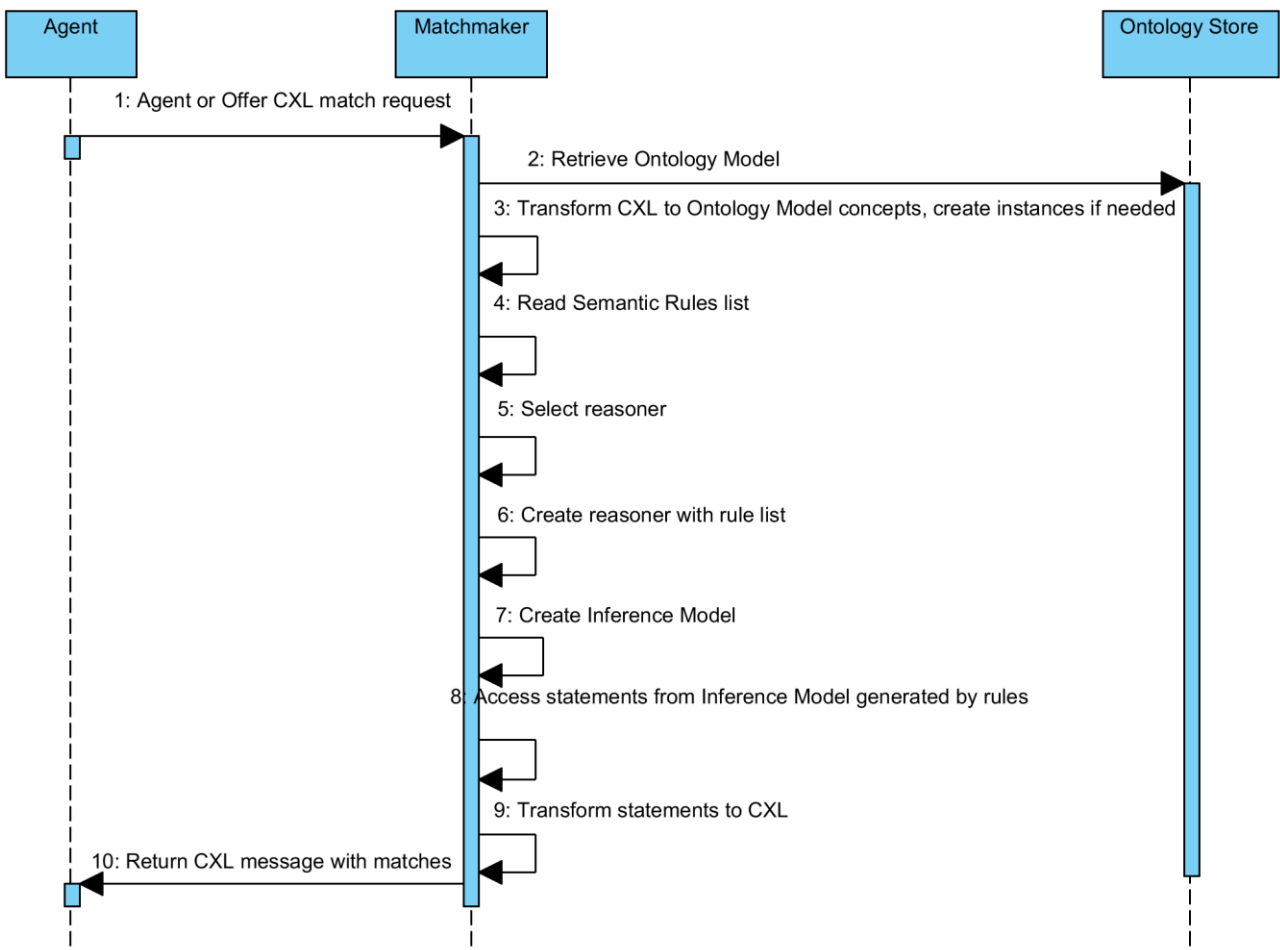 Agent
Matchmaker
Ontology Store
1: Agent or Offer CXL match request
2: Retrieve Ontology Model
3: Transform CXL to Ontology Model concepts, create instances if needed
4: Read Semantic Rules list
5: Select reasoner
6: Create reasoner with rule list
7: Create Inference Model
8: Access statements from Inference Model generated by rules
9: Transform statements to CXL
10: Return CXL message with matches